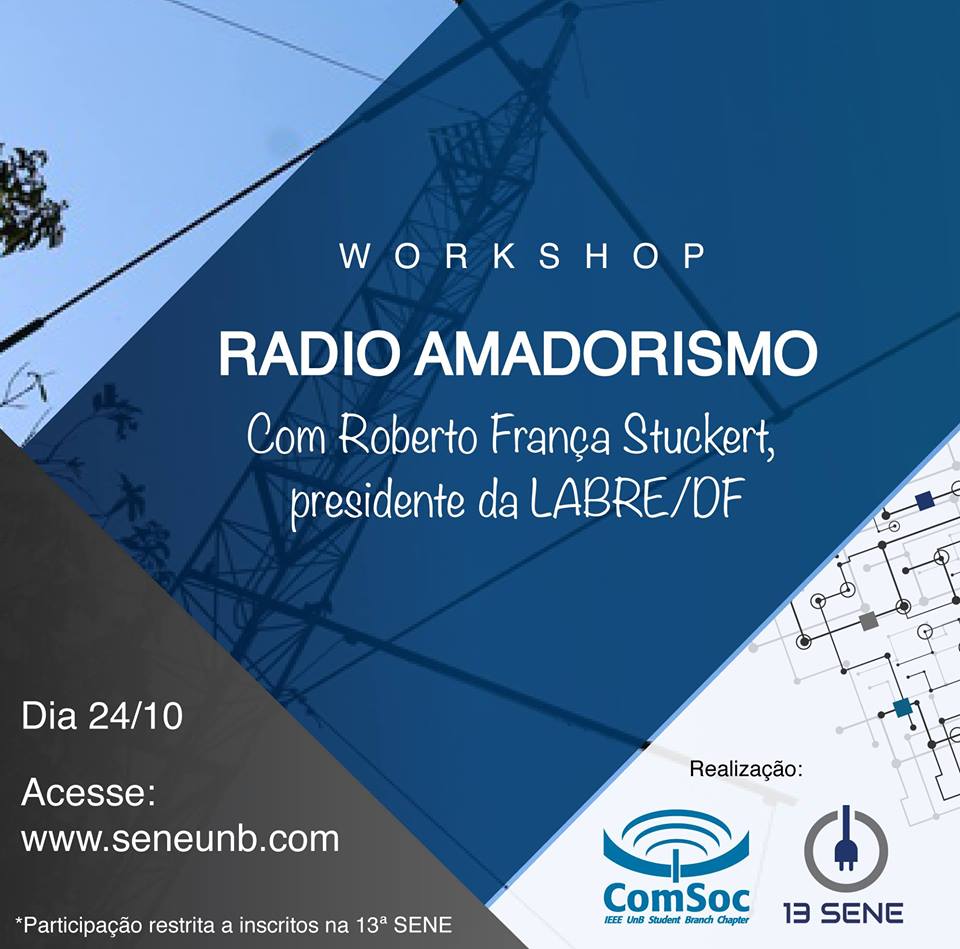 WORKSHOP
RADIO AMADORISMO
Com Roberto França Stuckert,
presidente da LABRE/DF
Dia 24/10
Acesse:
www.seneunb.com
*Participação restrita a inscritos na 13ª SENE
Realização:
ComSoc
IEEE UnB Student Branch Chapter
13 SENE